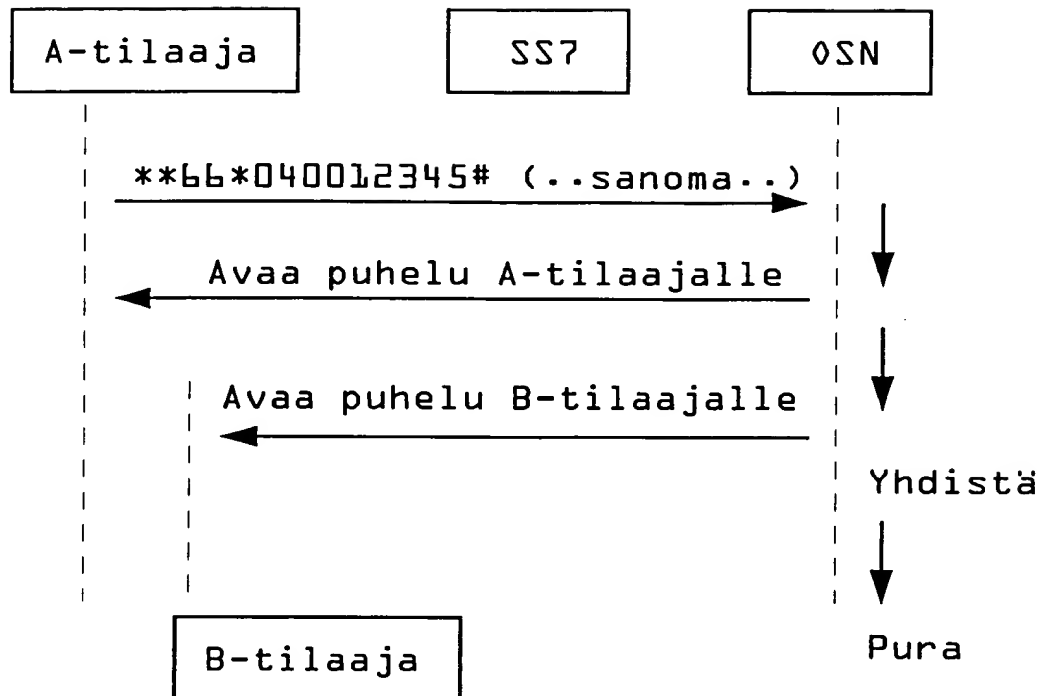 A-tilaaja SS7 OSN
**66*040012345# (..sanoma..)
Avaa puhelu A-tilaajalle
Avaa puhelu B-tilaajalle
Yhdistä
Pura
B-tilaaja